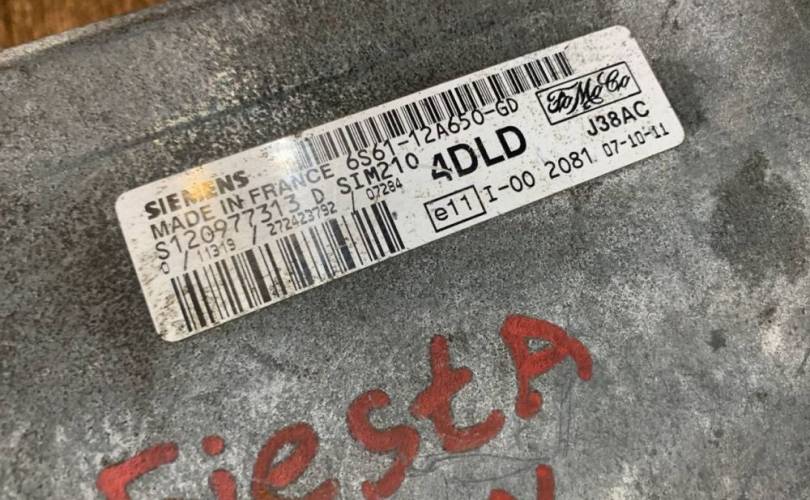 SIEMENS
6S61-12A650-GD
FoMoCo
MADE IN FRANCE
SIM210
4DLD
J38AC
S120977313 D
0 / 11319 / 272423792 / 07284
e11 I-00 2081 07-10-11
FiestA